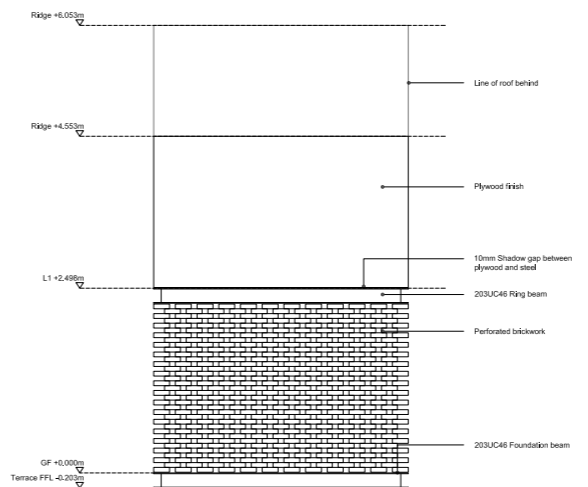 Ridge +6.053m
Line of roof behind
Ridge +4.553m
Plywood finish
10mm Shadow gap between
plywood and steel
L1 +2.496m
203UC46 Ring beam
Perforated brickwork
203UC46 Foundation beam
GF +0.000m
Terrace FFL -0.203m